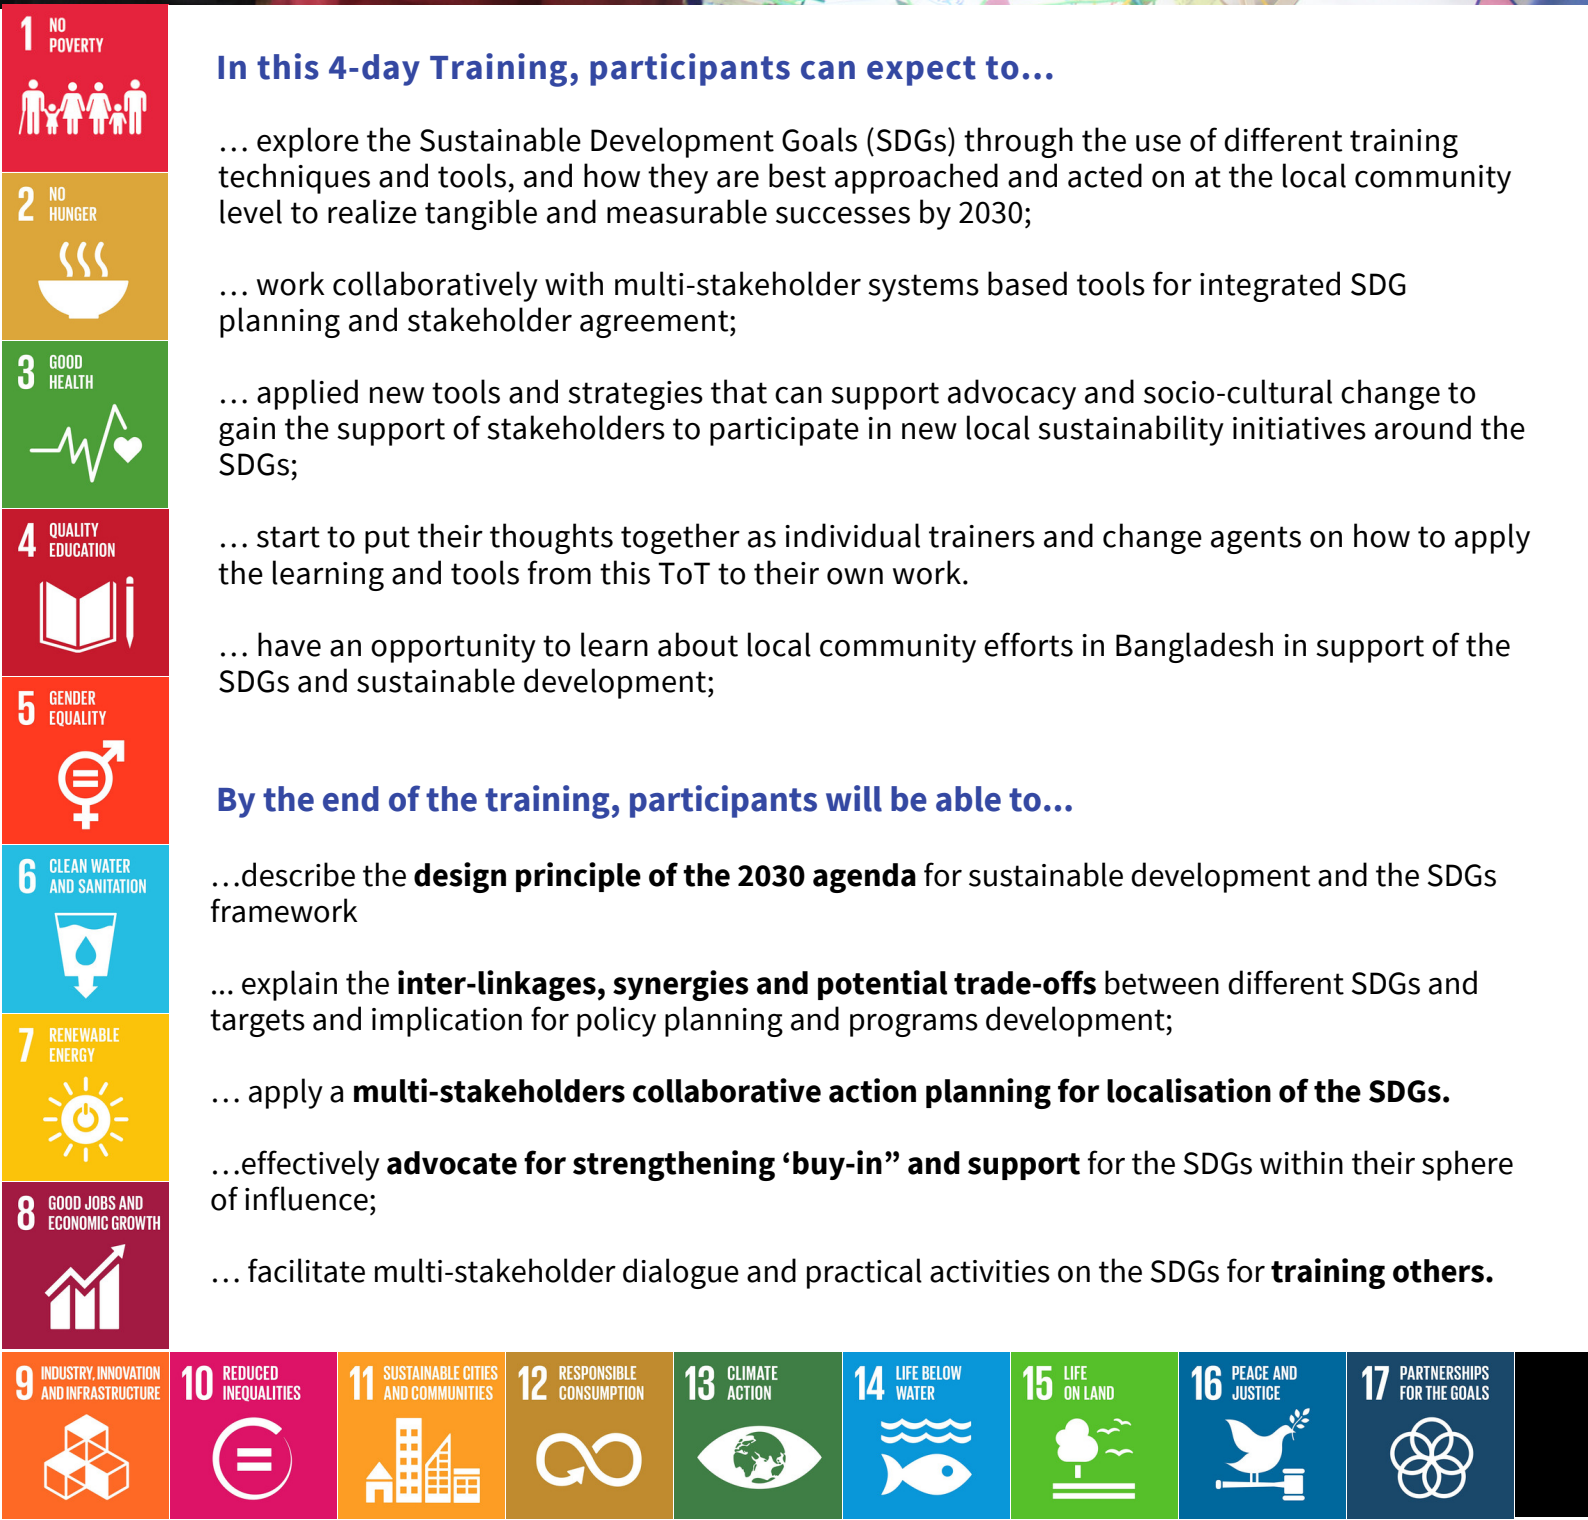 1 NO
POVERTY
2 NO
HUNGER
3 GOOD
HEALTH
4 QUALITY
EDUCATION
5 GENDER
EQUALITY
6 CLEAN WATER
AND SANITATION
7 RENEWABLE
ENERGY
8 GOOD JOBS AND
ECONOMIC GROWTH
In this 4-day Training, participants can expect to...
... explore the Sustainable Development Goals (SDGs) through the use of different training
techniques and tools, and how they are best approached and acted on at the local community
level to realize tangible and measurable successes by 2030;
... work collaboratively with multi-stakeholder systems based tools for integrated SDG
planning and stakeholder agreement;
... applied new tools and strategies that can support advocacy and socio-cultural change to
gain the support of stakeholders to participate in new local sustainability initiatives around the
SDGs;
... start to put their thoughts together as individual trainers and change agents on how to apply
the learning and tools from this ToT to their own work.
... have an opportunity to learn about local community efforts in Bangladesh in support of the
SDGs and sustainable development;
By the end of the training, participants will be able to...
...describe the design principle of the 2030 agenda for sustainable development and the SDGs
framework
... explain the inter-linkages, synergies and potential trade-offs between different SDGs and
targets and implication for policy planning and programs development;
... apply a multi-stakeholders collaborative action planning for localisation of the SDGs.
...effectively advocate for strengthening ‘buy-in” and support for the SDGs within their sphere
of influence;
... facilitate multi-stakeholder dialogue and practical activities on the SDGs for training others.
9 INDUSTRY, INNOVATION
AND INFRASTRUCTURE
10 REDUCED
INEQUALITIES
11 SUSTAINABLE CITIES
AND COMMUNITIES
12 RESPONSIBLE
CONSUMPTION
13 CLIMATE
ACTION
14 LIFE BELOW
WATER
15 LIFE
ON LAND
16 PEACE AND
JUSTICE
17 PARTNERSHIPS
FOR THE GOALS